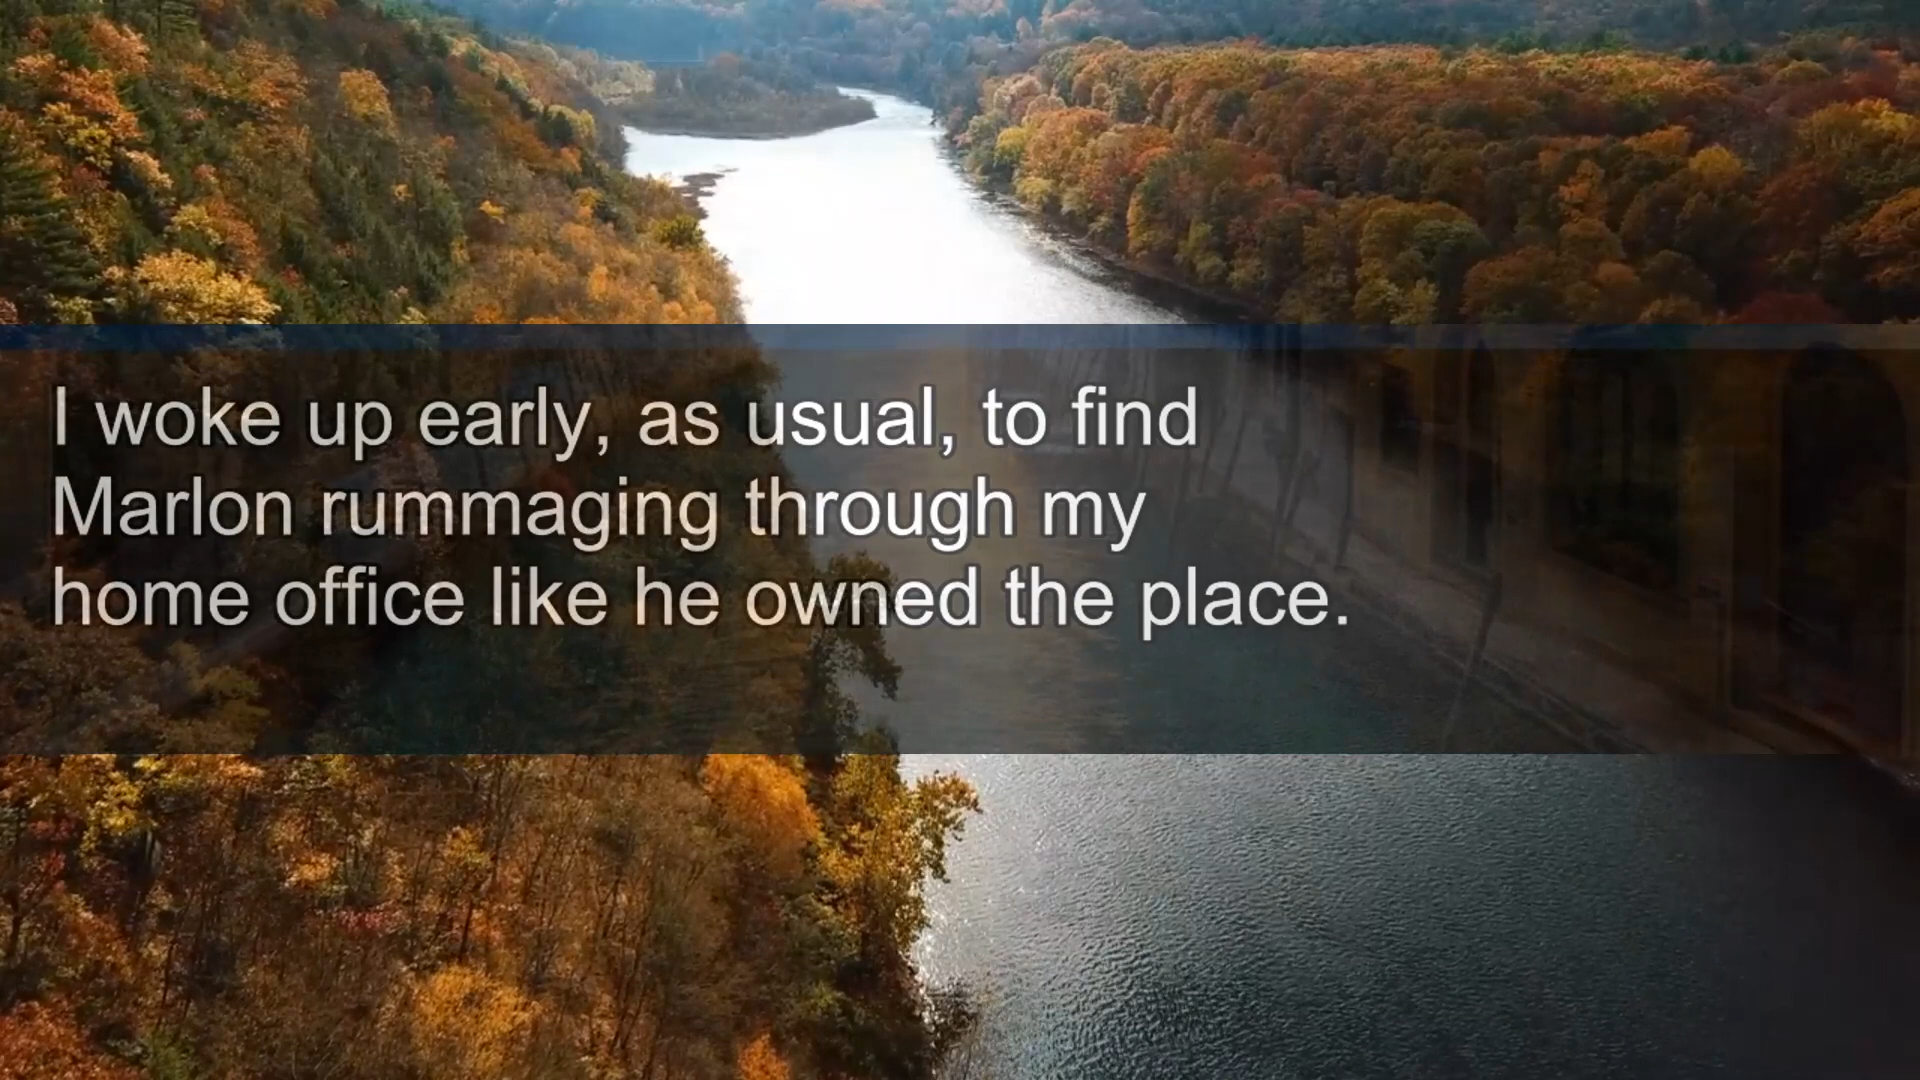 I woke up early, as usual, to find
Marlon rummaging through my
home office like he owned the place.